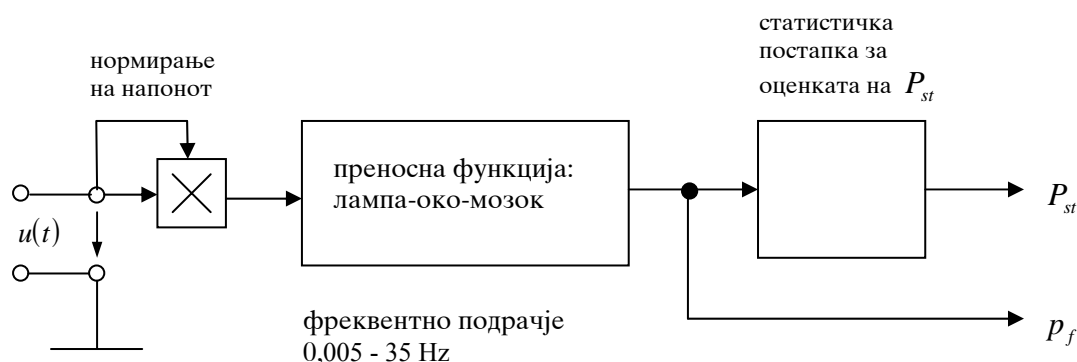 статистичка
постапка за
оценката на P_st
нормирање
на напонот
преносна функција:
лампа-око-мозок
u(t)
P_st
фреквентно подрачје
0,005 - 35 Hz
p_f